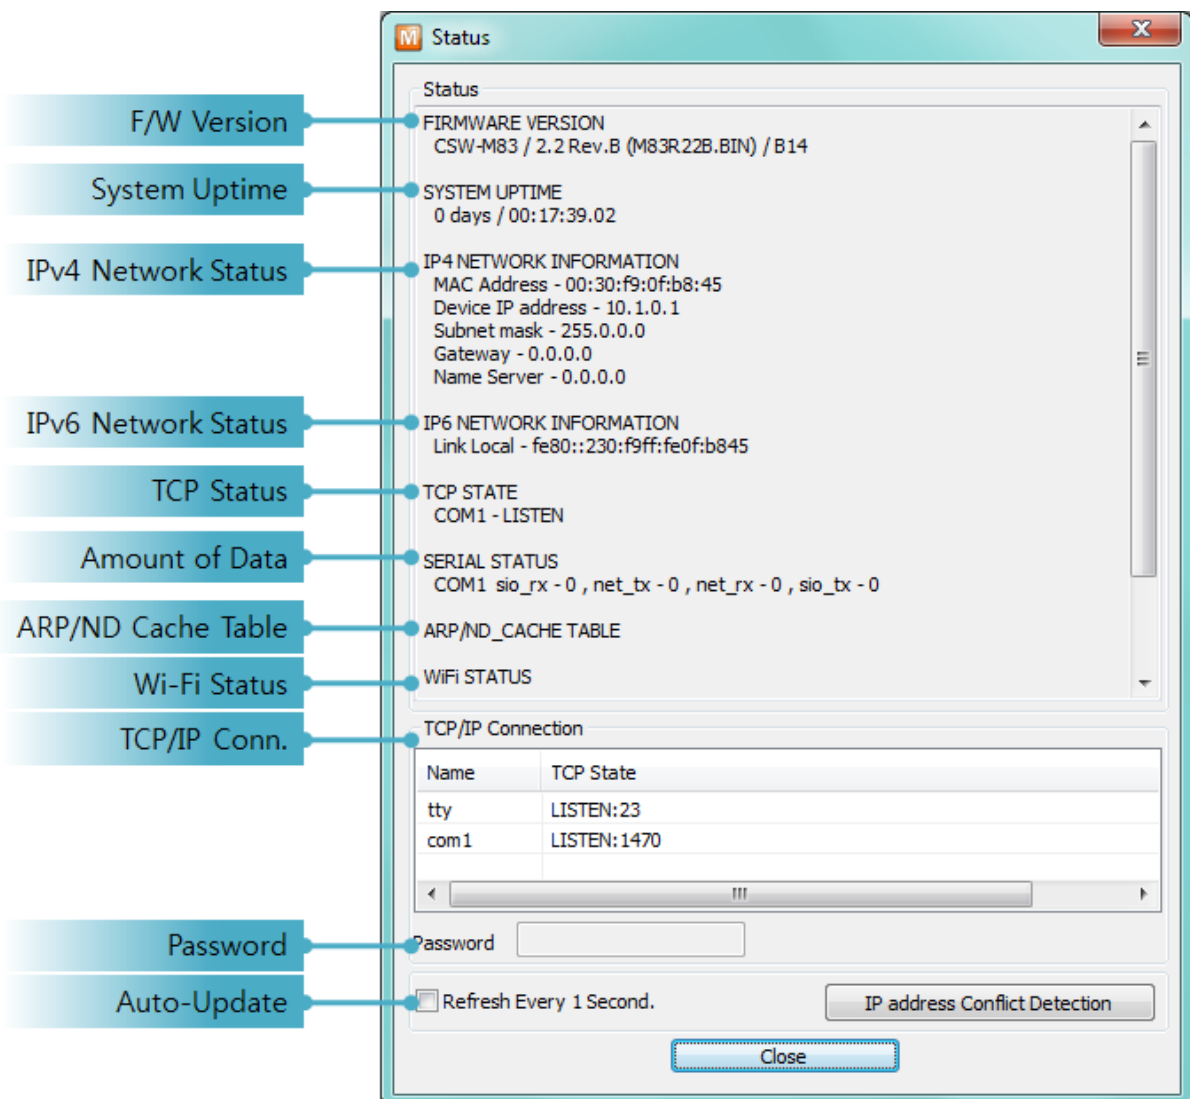 M Status
x
Status
F/W Version
FIRMWARE VERSION
CSW-M83 / 2.2 Rev.B (M83R22B.BIN) / B14
System Uptime
SYSTEM UPTIME
0 days / 00:17:39.02
IPv4 Network Status
IP4 NETWORK INFORMATION
MAC Address - 00:30:f9:0f:b8:45
Device IP address - 10.1.0.1
Subnet mask - 255.0.0.0
Gateway - 0.0.0.0
Name Server - 0.0.0.0
IPv6 Network Status
IP6 NETWORK INFORMATION
Link Local - fe80::230:f9ff:fe0f:b845
TCP Status
TCP STATE
COM1 - LISTEN
Amount of Data
SERIAL STATUS
COM1 sio_rx - 0 , net_tx - 0 , net_rx - 0 , sio_tx - 0
ARP/ND Cache Table
ARP/ND_CACHE TABLE
Wi-Fi Status
WiFi STATUS
TCP/IP Conn.
TCP/IP Connection
Name TCP State
tty LISTEN:23
com1 LISTEN:1470
Password
Password
Auto-Update
Refresh Every 1 Second.
IP address Conflict Detection
Close